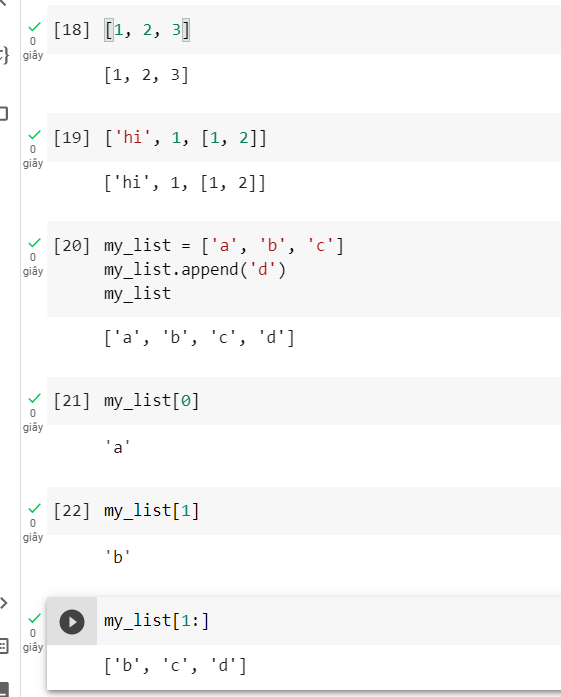 [18] [1, 2, 3]
0
giây
[1, 2, 3]
[19] ['hi', 1, [1, 2]]
0
giây
['hi', 1, [1, 2]]
[20] my_list = ['a', 'b', 'c']
0
giây
my_list.append('d')
my_list
['a', 'b', 'c', 'd']
[21] my_list[0]
0
giây
'a'
[22] my_list[1]
0
giây
'b'
my_list[1:]
0
giây
['b', 'c', 'd']